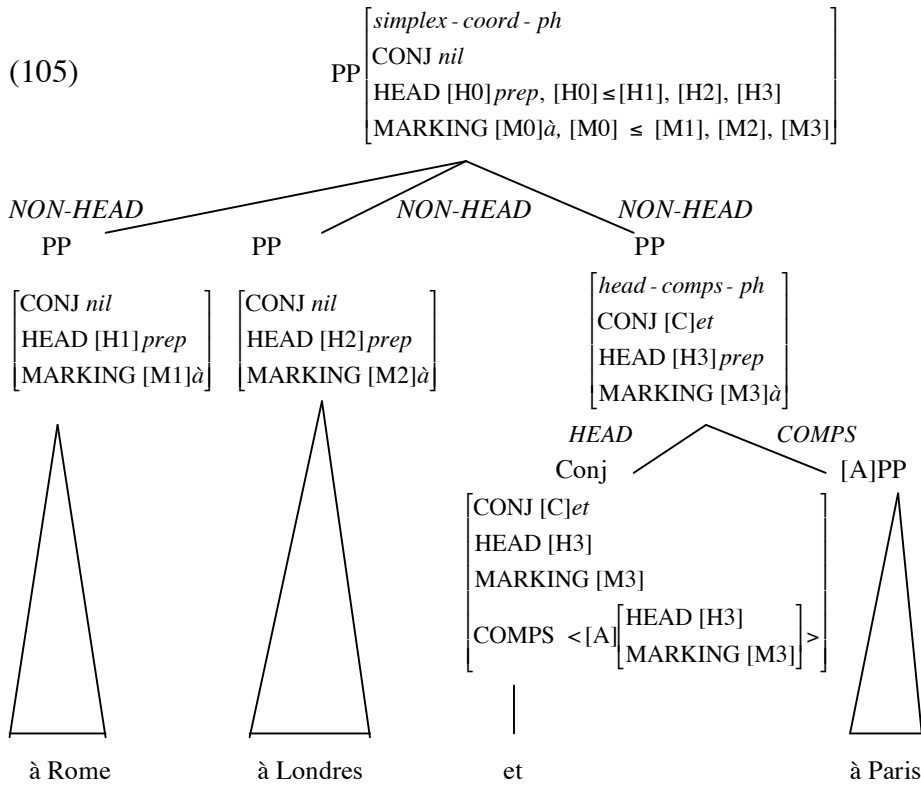 (105)
PP
simplex - coord - ph
CONJ nil
HEAD [H0] prep, [H0] ≤ [H1], [H2], [H3]
MARKING [M0] à, [M0] ≤ [M1], [M2], [M3]
NON-HEAD NON-HEAD NON-HEAD
PP PP PP
CONJ nil
HEAD [H1] prep
MARKING [M1] à
CONJ nil
HEAD [H2] prep
MARKING [M2] à
head - comps - ph
CONJ [C] et
HEAD [H3] prep
MARKING [M3] à
HEAD COMPS
Conj [A]PP
CONJ [C] et
HEAD [H3]
MARKING [M3]
COMPS < [A] [HEAD [H3]
MARKING [M3]] >
à Rome à Londres et à Paris